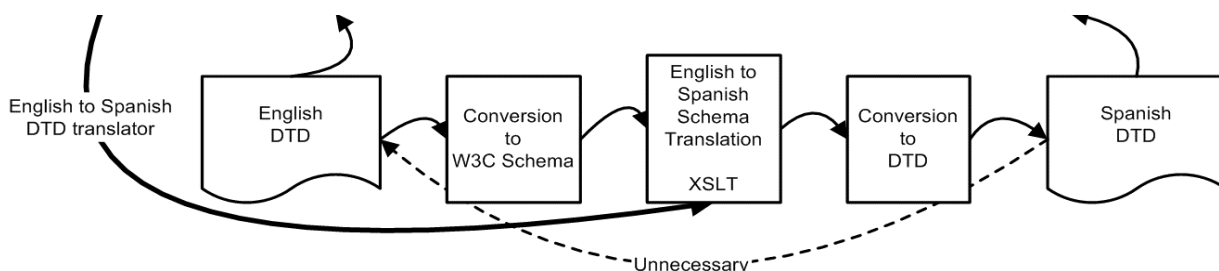 English to Spanish
DTD translator
English
DTD
Conversion
to
W3C Schema
English to
Spanish
Schema
Translation
XSLT
Conversion
to
DTD
Spanish
DTD
Unnecessary